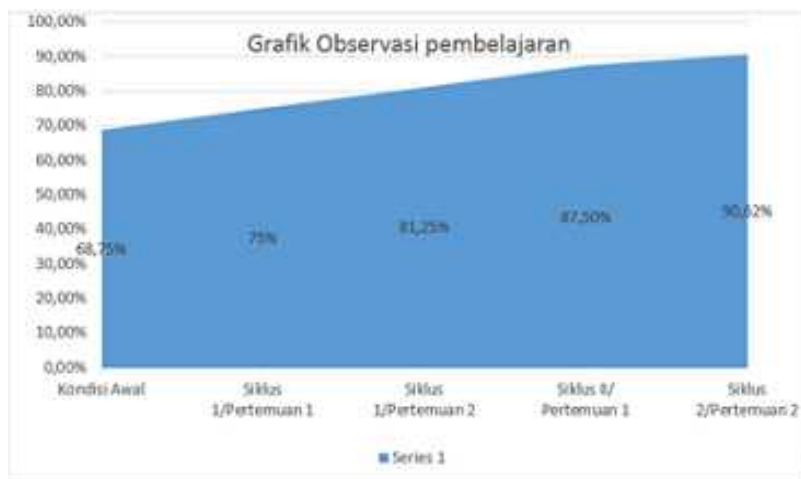 Grafik Observasi pembelajaran
100,00%
90,00%
80,00%
70,00%
60,00%
50,00%
40,00%
30,00%
20,00%
10,00%
0,00%
68,75%
75%
81,25%
87,50%
90,62%
Kondisi Awal
Siklus
1/Pertemuan 1
Siklus
1/Pertemuan 2
Siklus II/
Pertemuan 1
Siklus
2/Pertemuan 2
Series 1